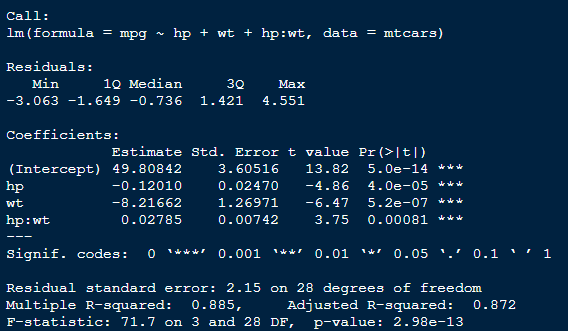 Call:
lm(formula = mpg ~ hp + wt + hp:wt, data = mtcars)
Residuals:
   Min     1Q Median     3Q    Max
-3.063 -1.649 -0.736  1.421  4.551
Coefficients:
            Estimate Std. Error t value Pr(>|t|)
(Intercept) 49.80842    3.60516   13.82  5.0e-14 ***
hp          -0.12010    0.02470   -4.86  4.0e-05 ***
wt          -8.21662    1.26971   -6.47  5.2e-07 ***
hp:wt        0.02785    0.00742    3.75  0.00081 ***
---
Signif. codes:  0 ‘***’ 0.001 ‘**’ 0.01 ‘*’ 0.05 ‘.’ 0.1 ‘ ’ 1
Residual standard error: 2.15 on 28 degrees of freedom
Multiple R-squared:  0.885,     Adjusted R-squared:  0.872
F-statistic: 71.7 on 3 and 28 DF,  p-value: 2.98e-13